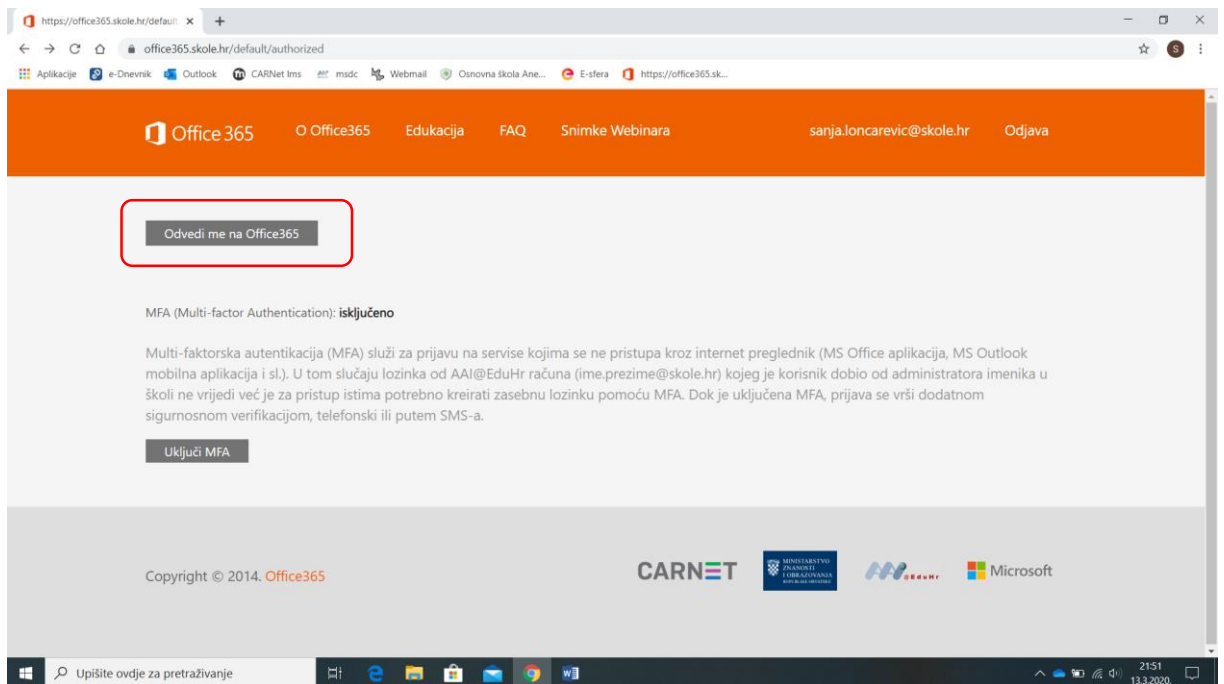 https://office365.skole.hr/default
office365.skole.hr/default/authorized
S
Aplikacije e-Dnevnik Outlook CARNet lms msdc Webmail Osnovna škola Ane... E-sfera https://office365.sk...
Office 365 O Office365 Edukacija FAQ Snimke Webinara sanja.loncarevic@skole.hr Odjava
Odvedi me na Office365
MFA (Multi-factor Authentication): isključeno
Multi-faktorska autentikacija (MFA) služi za prijavu na servise kojima se ne pristupa kroz internet preglednik (MS Office aplikacija, MS Outlook
mobilna aplikacija i sl.). U tom slučaju lozinka od AAI@EduHr računa (ime.prezime@skole.hr) kojeg je korisnik dobio od administratora imenika u
školi ne vrijedi već je za pristup istima potrebno kreirati zasebnu lozinku pomoću MFA. Dok je uključena MFA, prijava se vrši dodatnom
sigurnosnom verifikacijom, telefonski ili putem SMS-a.
Uključi MFA
Copyright © 2014. Office365 CARNET
MINISTARSTVO
ZNANOSTI
I OBRAZOVANJA
REPUBLIKE HRVATSKE
@EduHr
Microsoft
Upišite ovdje za pretraživanje
21:51
13.3.2020.